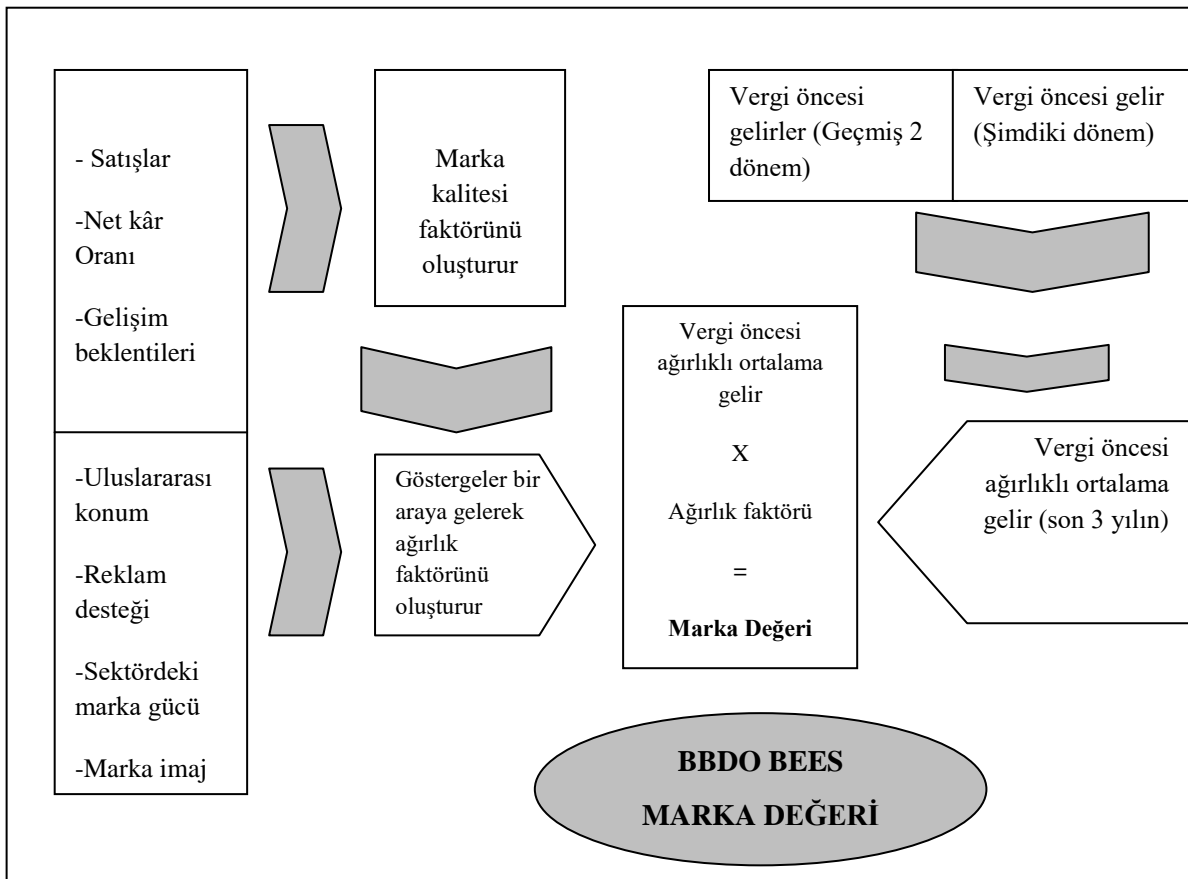 - Satışlar
-Net kâr
Oranı
-Gelişim
beklentileri
-Uluslararası
konum
-Reklam
desteği
-Sektördeki
marka gücü
-Marka imaj
Marka
kalitesi
faktörünü
oluşturur
Göstergeler bir
araya gelerek
ağırlık
faktörünü
oluşturur
Vergi öncesi
ağırlıklı ortalama
gelir
X
Ağırlık faktörü
=
Marka Değeri
Vergi öncesi
gelirler (Geçmiş 2
dönem)
Vergi öncesi gelir
(Şimdiki dönem)
Vergi öncesi
ağırlıklı ortalama
gelir (son 3 yılın)
BBDO BEES
MARKA DEĞERİ